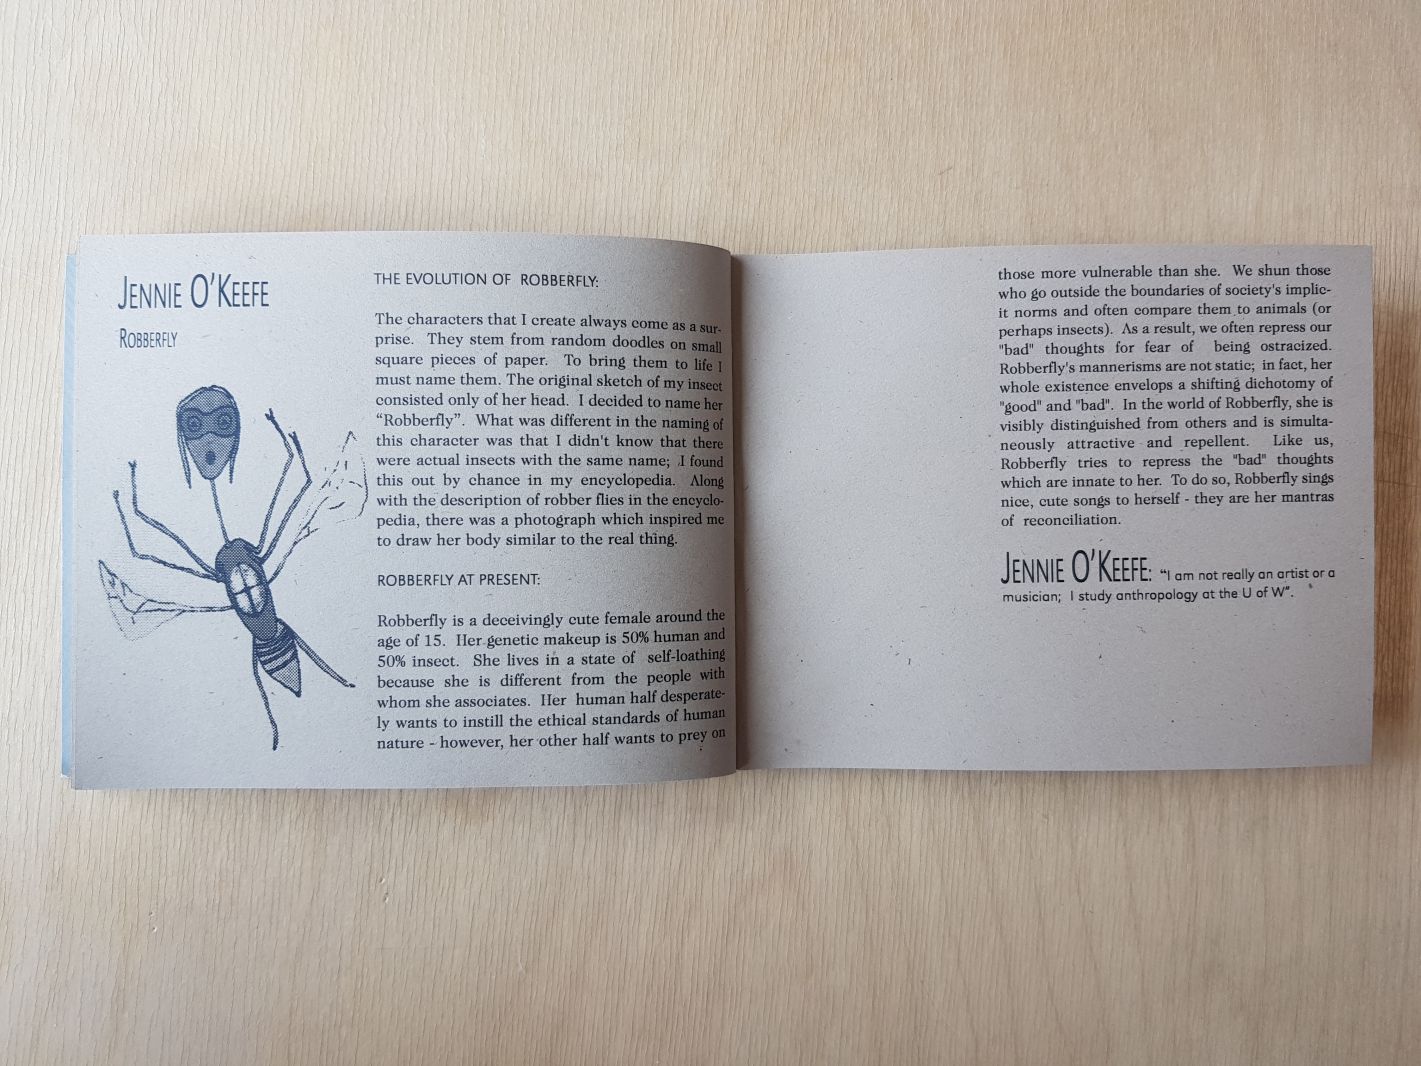 JENNIE O'KEEFE
ROBBERFLY
THE EVOLUTION OF ROBBERFLY:
The characters that I create always come as a sur-
prise. They stem from random doodles on small
square pieces of paper. To bring them to life I
must name them. The original sketch of my insect
consisted only of her head. I decided to name her
“Robberfly”. What was different in the naming of
this character was that I didn't know that there
were actual insects with the same name; I found
this out by chance in my encyclopedia. Along
with the description of robber flies in the encyclo-
pedia, there was a photograph which inspired me
to draw her body similar to the real thing.
ROBBERFLY AT PRESENT:
Robberfly is a deceivingly cute female around the
age of 15. Her genetic makeup is 50% human and
50% insect. She lives in a state of self-loathing
because she is different from the people with
whom she associates. Her human half desperate-
ly wants to instill the ethical standards of human
nature - however, her other half wants to prey on
those more vulnerable than she. We shun those
who go outside the boundaries of society's implic-
it norms and often compare them to animals (or
perhaps insects). As a result, we often repress our
"bad" thoughts for fear of being ostracized.
Robberfly's mannerisms are not static; in fact, her
whole existence envelops a shifting dichotomy of
"good" and "bad". In the world of Robberfly, she is
visibly distinguished from others and is simulta-
neously attractive and repellent. Like us,
Robberfly tries to repress the "bad" thoughts
which are innate to her. To do so, Robberfly sings
nice, cute songs to herself - they are her mantras
of reconciliation.
JENNIE O'KEEFE: “I am not really an artist or a
musician; I study anthropology at the U of W”.